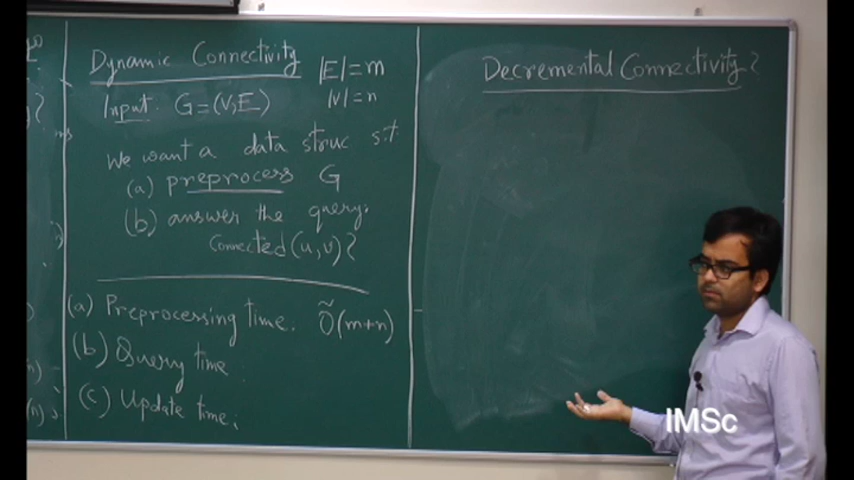 Dynamic Connectivity
|E|=m
|V|=n
Input: G=(V,E)
We want a data struc s.t.
(a) preprocess G
(b) answer the query:
Connected(u,v)?
(a) Preprocessing time. Õ(m+n)
(b) Query time
(c) Update time:
Decremental Connectivity?
IMSc